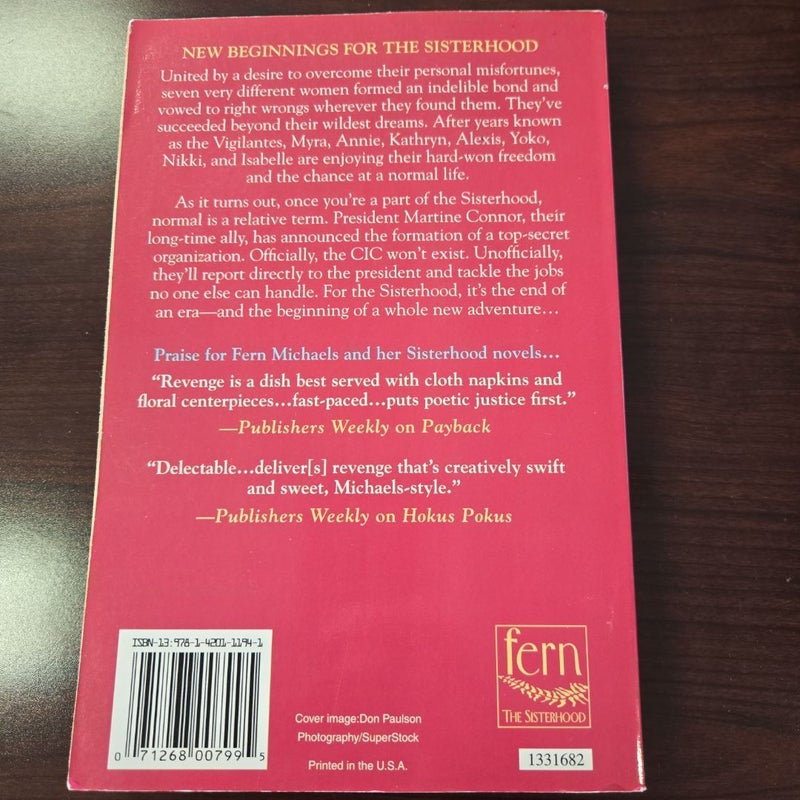 NEW BEGINNINGS FOR THE SISTERHOOD
United by a desire to overcome their personal misfortunes,
seven very different women formed an indelible bond and
vowed to right wrongs wherever they found them. They've
succeeded beyond their wildest dreams. After years known
as the Vigilantes, Myra, Annie, Kathryn, Alexis, Yoko,
Nikki, and Isabelle are enjoying their hard-won freedom
and the chance at a normal life.
As it turns out, once you're a part of the Sisterhood,
normal is a relative term. President Martine Connor, their
long-time ally, has announced the formation of a top-secret
organization. Officially, the CIC won't exist. Unofficially,
they'll report directly to the president and tackle the jobs
no one else can handle. For the Sisterhood, it's the end of
an era—and the beginning of a whole new adventure…
Praise for Fern Michaels and her Sisterhood novels…
“Revenge is a dish best served with cloth napkins and
floral centerpieces…fast-paced…puts poetic justice first.”
—Publishers Weekly on Payback
“Delectable…deliver[s] revenge that's creatively swift
and sweet, Michaels-style.”
—Publishers Weekly on Hokus Pokus
ISBN-13:978-1-4201-1194-1
0 71268 00799 5
Cover image:Don Paulson
Photography/SuperStock
Printed in the U.S.A.
fern
THE SISTERHOOD
1331682